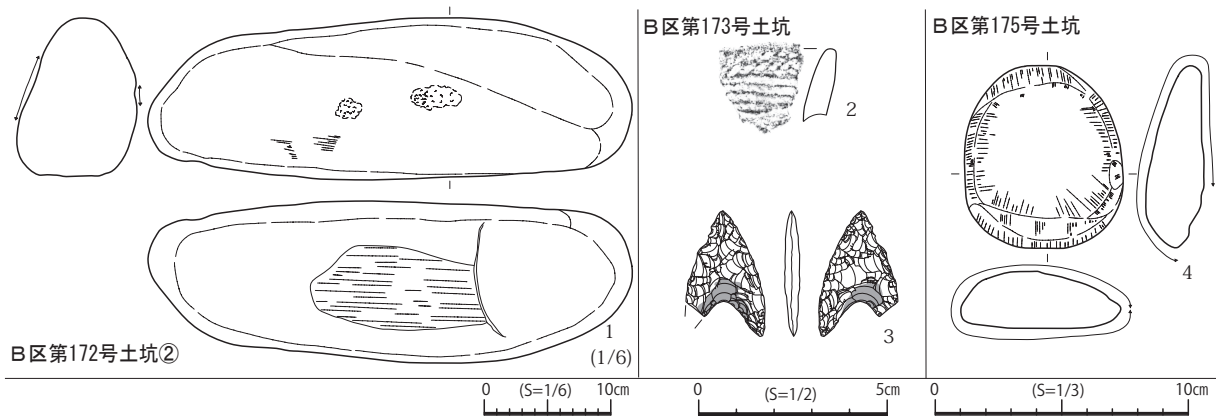 B区第173号土坑
B区第175号土坑
2
4
3
1
(1/6)
B区第172号土坑②
0 (S=1/6) 10cm
0 (S=1/2) 5cm
0 (S=1/3) 10cm